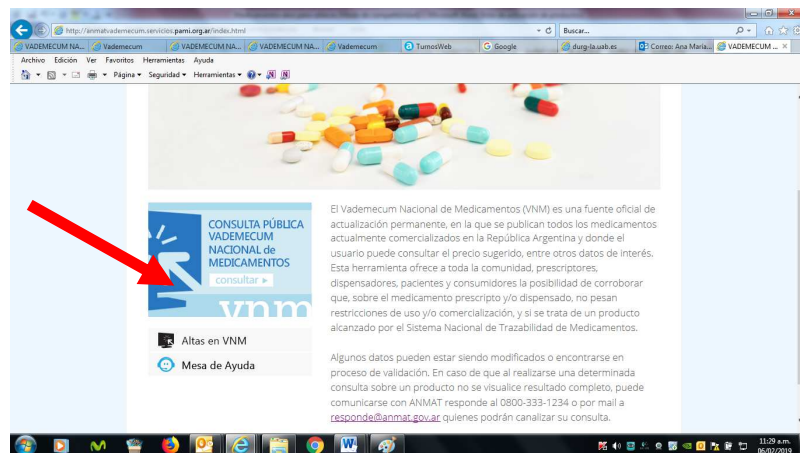 http://anmatvademecum.servicios.pami.org.ar/index.html
Buscar...
VADEMECUM NA...
Vademecum
VADEMECUM NA...
VADEMECUM NA...
Vademecum
TurnosWeb
Google
durg-la.uab.es
Correo: Ana María...
VADEMECUM ...
Archivo Edición Ver Favoritos Herramientas Ayuda
Página Seguridad Herramientas
CONSULTA PÚBLICA
VADEMECUM
NACIONAL de
MEDICAMENTOS
consultar
vnm
Altas en VNM
Mesa de Ayuda
El Vademecum Nacional de Medicamentos (VNM) es una fuente oficial de
actualización permanente, en la que se publican todos los medicamentos
actualmente comercializados en la República Argentina y donde el
usuario puede consultar el precio sugerido, entre otros datos de interés.
Esta herramienta ofrece a toda la comunidad, prescriptores,
dispensadores, pacientes y consumidores la posibilidad de corroborar
que, sobre el medicamento prescripto y/o dispensado, no pesan
restricciones de uso y/o comercialización, y si se trata de un producto
alcanzado por el Sistema Nacional de Trazabilidad de Medicamentos.
Algunos datos pueden estar siendo modificados o encontrarse en
proceso de validación. En caso de que al realizarse una determinada
consulta sobre un producto no se visualice resultado completo, puede
comunicarse con ANMAT responde al 0800-333-1234 o por mail a
responde@anmat.gov.ar quienes podrán canalizar su consulta.
11:29 a.m.
06/02/2019